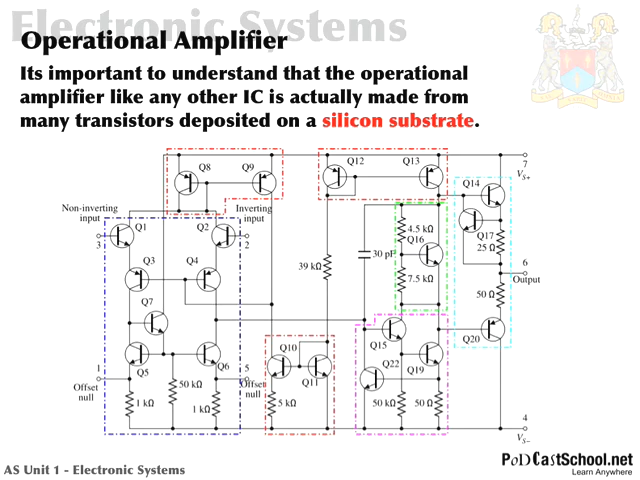 Electronic Systems
Operational Amplifier
Its important to understand that the operational
amplifier like any other IC is actually made from
many transistors deposited on a silicon substrate.
Q8 Q9 Q12 Q13 7
VS+
Q14
Non-inverting
input
Inverting
input
Q1 Q2
3 2
4.5 kΩ
Q16
Q17
25 Ω
30 pF
Q3 Q4
39 kΩ
7.5 kΩ
6
Output
50 Ω
Q7
Q15
Q20
Q10
Q5 Q6
Q22
Q19
1 5
Q11
Offset
null
Offset
null
50 kΩ
1 kΩ 1 kΩ 5 kΩ 50 kΩ 50 Ω
4
VS−
AS Unit 1 - Electronic Systems
PoDCastSchool.net
Learn Anywhere